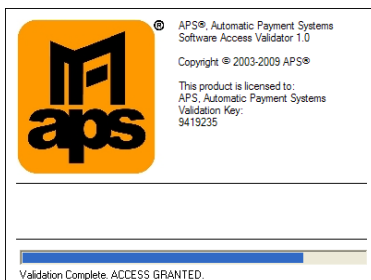 aps
®
APS®, Automatic Payment Systems
Software Access Validator 1.0
Copyright © 2003-2009 APS®
This product is licensed to:
APS, Automatic Payment Systems
Validation Key:
9419235
Validation Complete. ACCESS GRANTED.